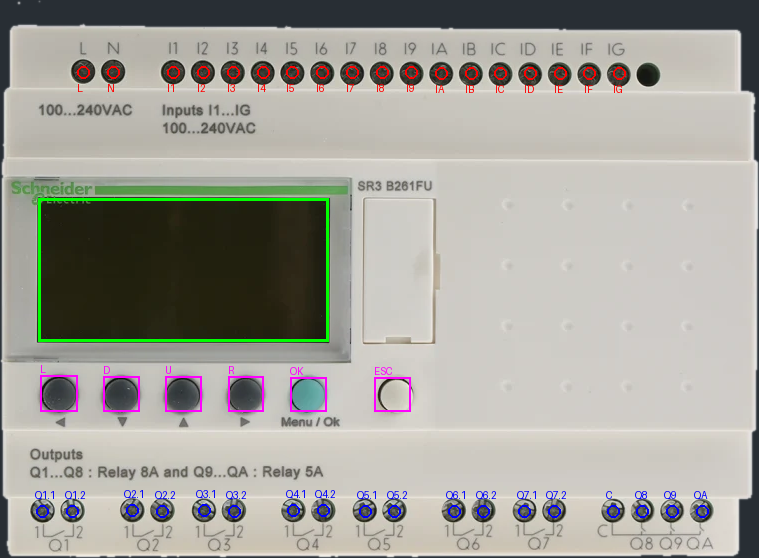 L N I1 I2 I3 I4 I5 I6 I7 I8 I9 IA IB IC ID IE IF IG
L N I1 I2 I3 I4 I5 I6 I7 I8 I9 IA IB IC ID IE IF IG
100...240VAC Inputs I1...IG
100...240VAC
Schneider
Electric
SR3 B261FU
L D U R OK ESC
Menu / Ok
Outputs
Q1...Q8 : Relay 8A and Q9...QA : Relay 5A
Q1.1 Q1.2 Q2.1 Q2.2 Q3.1 Q3.2 Q4.1 Q4.2 Q5.1 Q5.2 Q6.1 Q6.2 Q7.1 Q7.2 C Q8 Q9 QA
1 2 1 2 1 2 1 2 1 2 1 2 1 2 C
Q1 Q2 Q3 Q4 Q5 Q6 Q7 Q8 Q9 QA